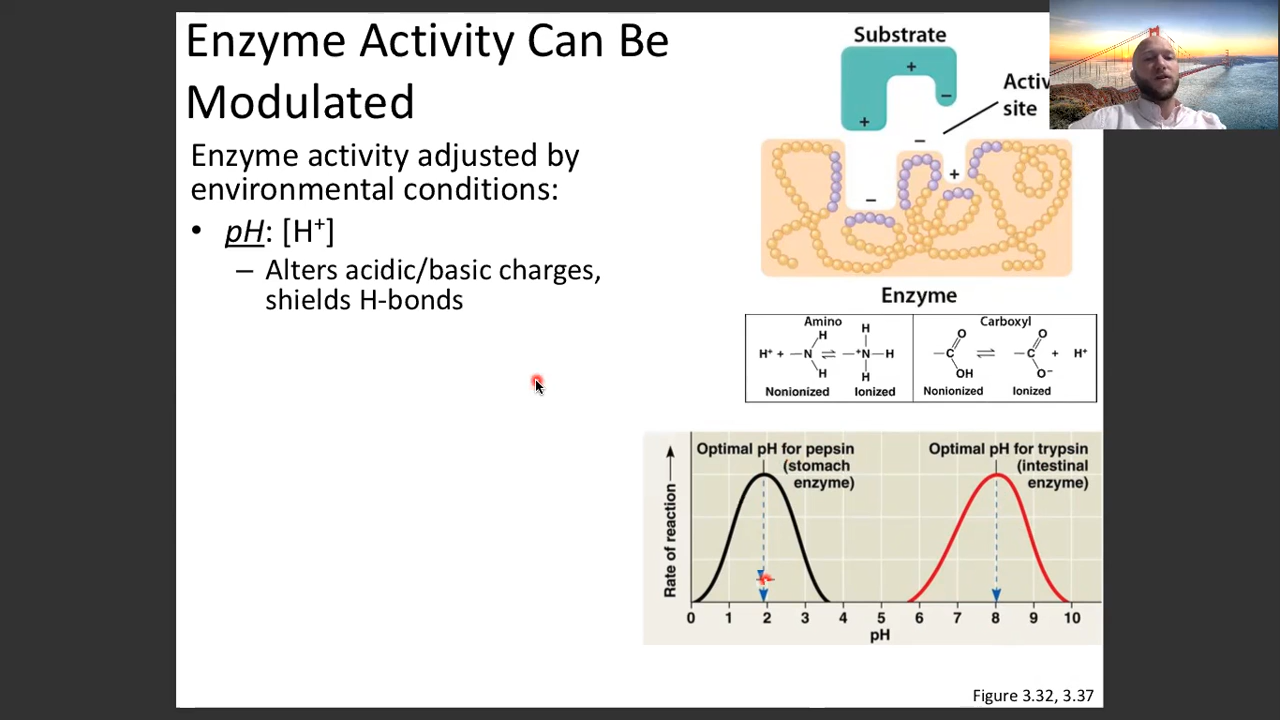 Enzyme Activity Can Be
Modulated
Enzyme activity adjusted by
environmental conditions:
• pH: [H⁺]
– Alters acidic/basic charges,
shields H-bonds
Substrate
+
−
+
Activ
site
−
+
−
Enzyme
Amino
H
H
H⁺ + —N ⇌ —⁺N—H
H
H
Nonionized Ionized
Carboxyl
O
O
—C ⇌ —C + H⁺
OH
O⁻
Nonionized Ionized
Optimal pH for pepsin
(stomach
enzyme)
Optimal pH for trypsin
(intestinal
enzyme)
Rate of reaction
0 1 2 3 4 5 6 7 8 9 10
pH
Figure 3.32, 3.37